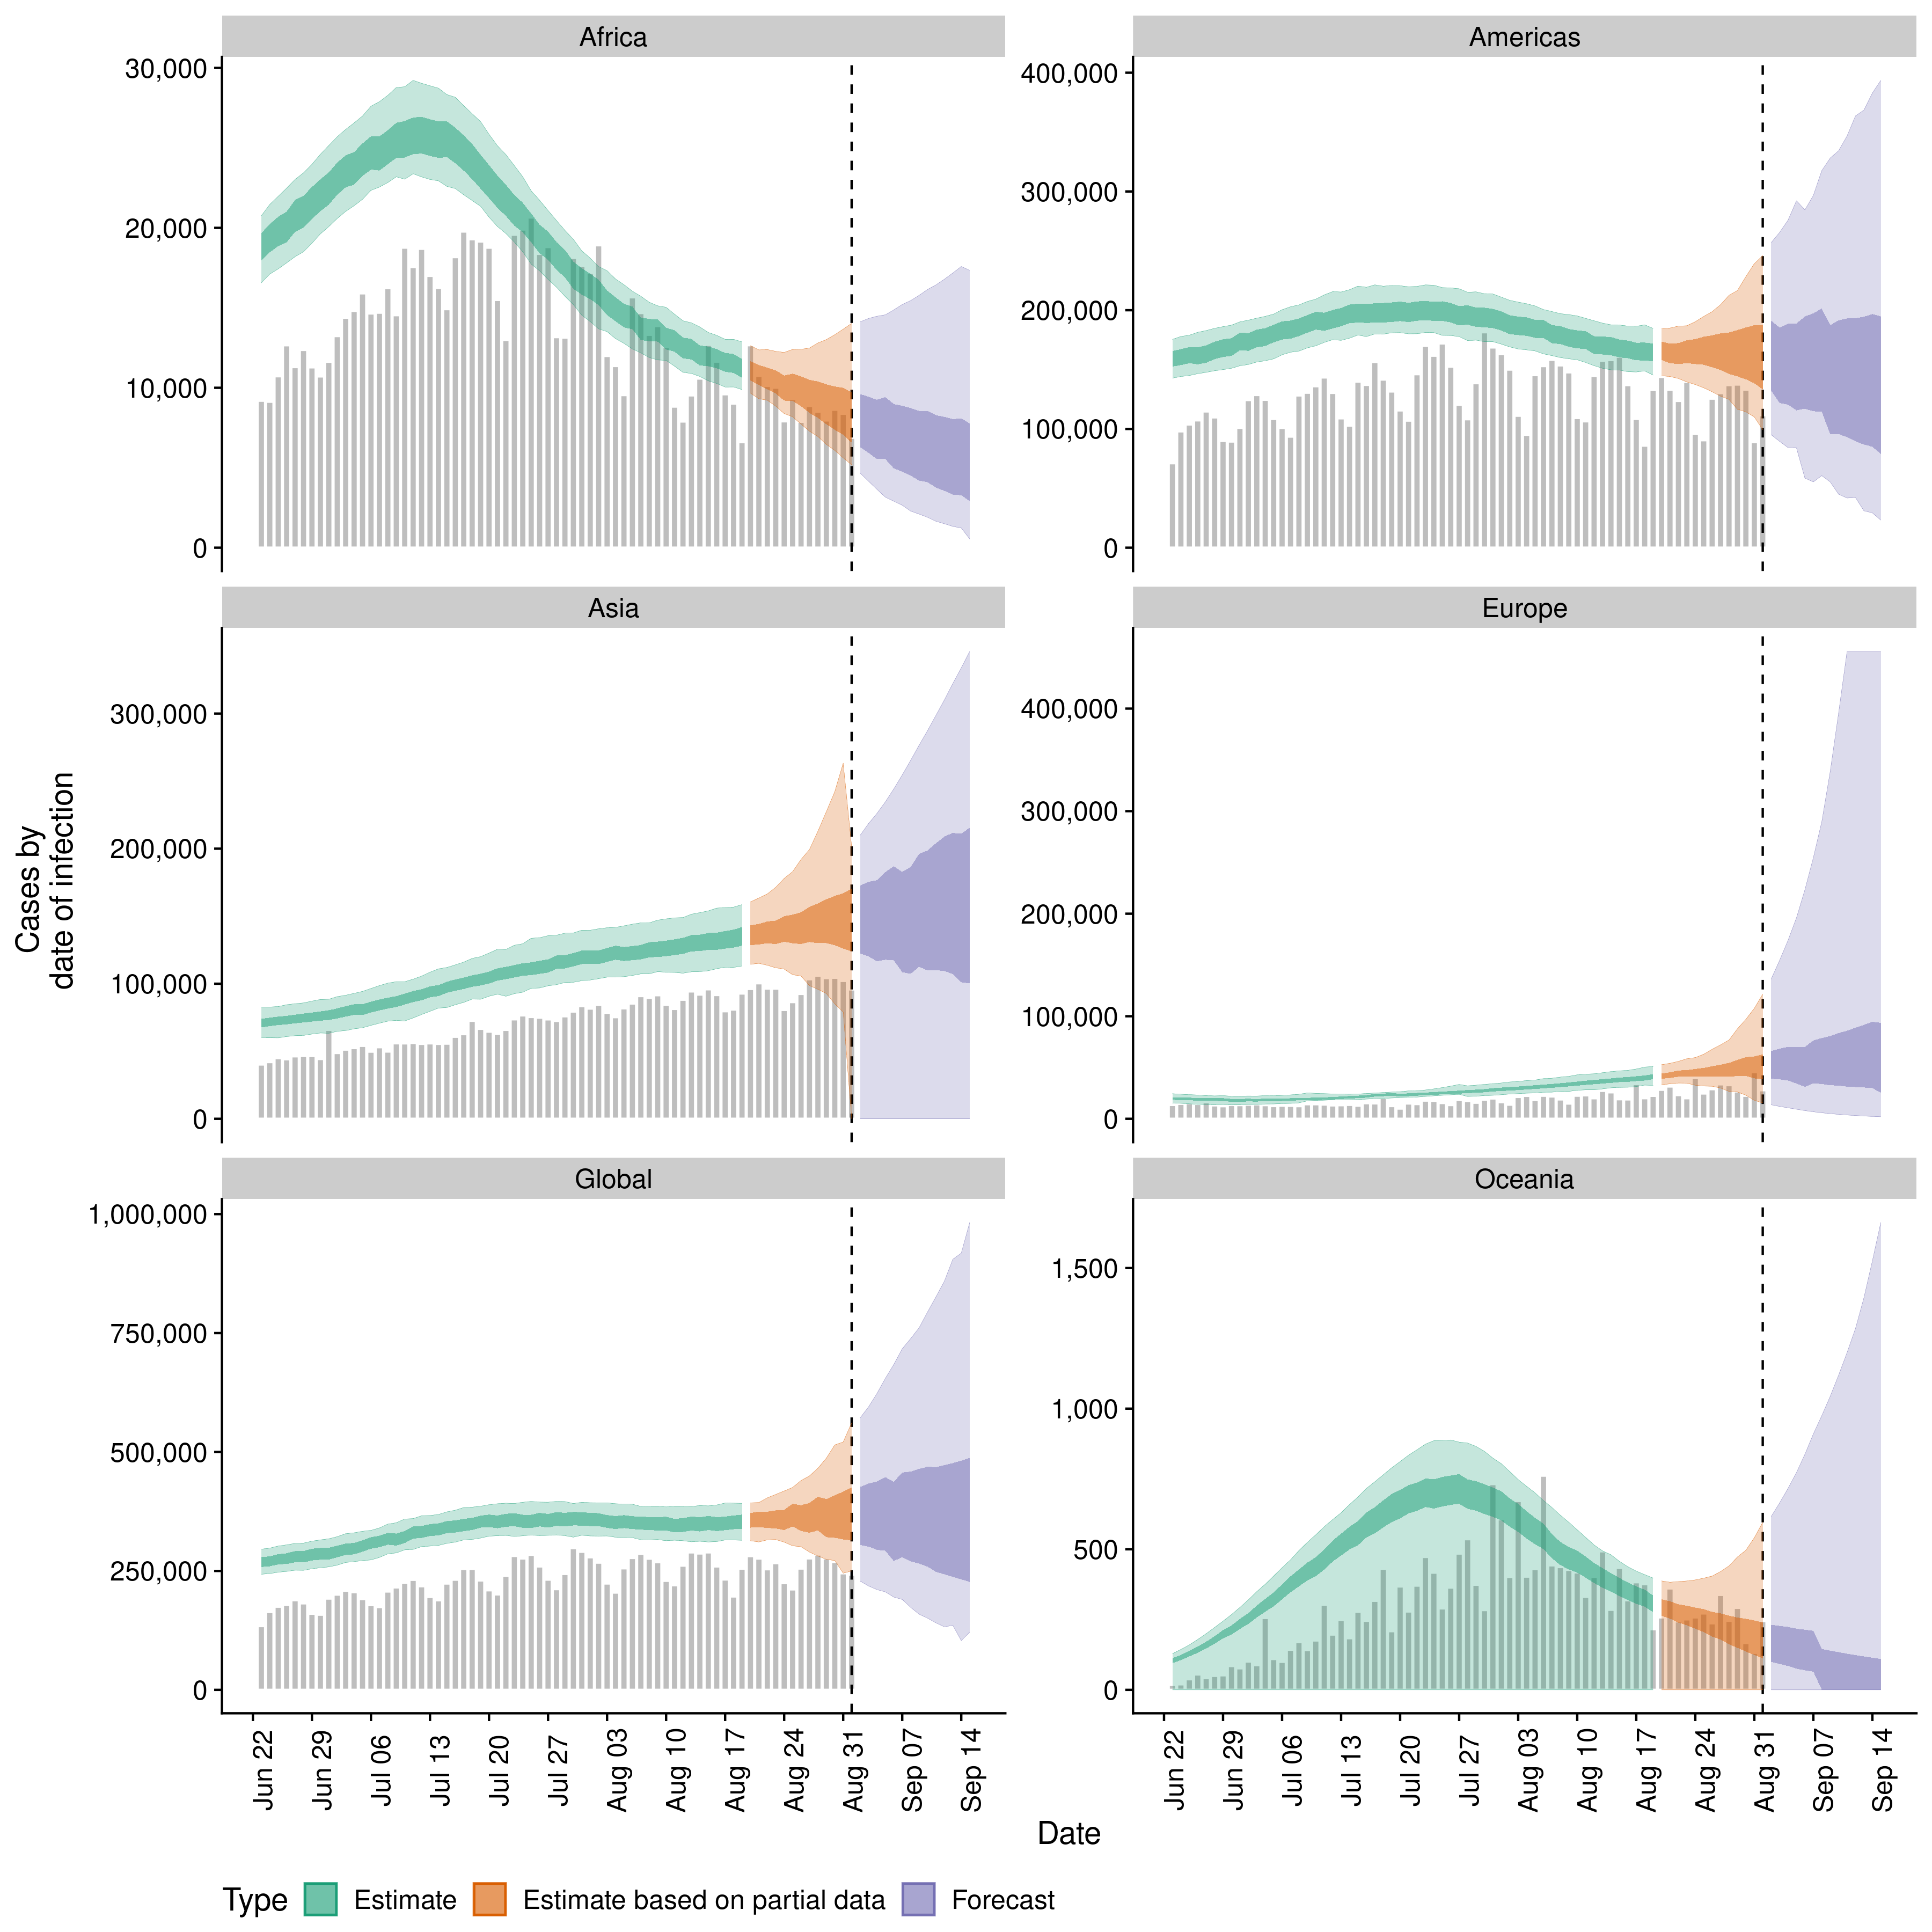 Africa
Americas
30,000
20,000
10,000
0
400,000
300,000
200,000
100,000
0
Asia
Europe
300,000
200,000
100,000
0
400,000
300,000
200,000
100,000
0
Cases by
date of infection
Global
Oceania
1,000,000
750,000
500,000
250,000
0
1,500
1,000
500
0
Jun 22
Jun 29
Jul 06
Jul 13
Jul 20
Jul 27
Aug 03
Aug 10
Aug 17
Aug 24
Aug 31
Sep 07
Sep 14
Jun 22
Jun 29
Jul 06
Jul 13
Jul 20
Jul 27
Aug 03
Aug 10
Aug 17
Aug 24
Aug 31
Sep 07
Sep 14
Date
Type Estimate Estimate based on partial data Forecast